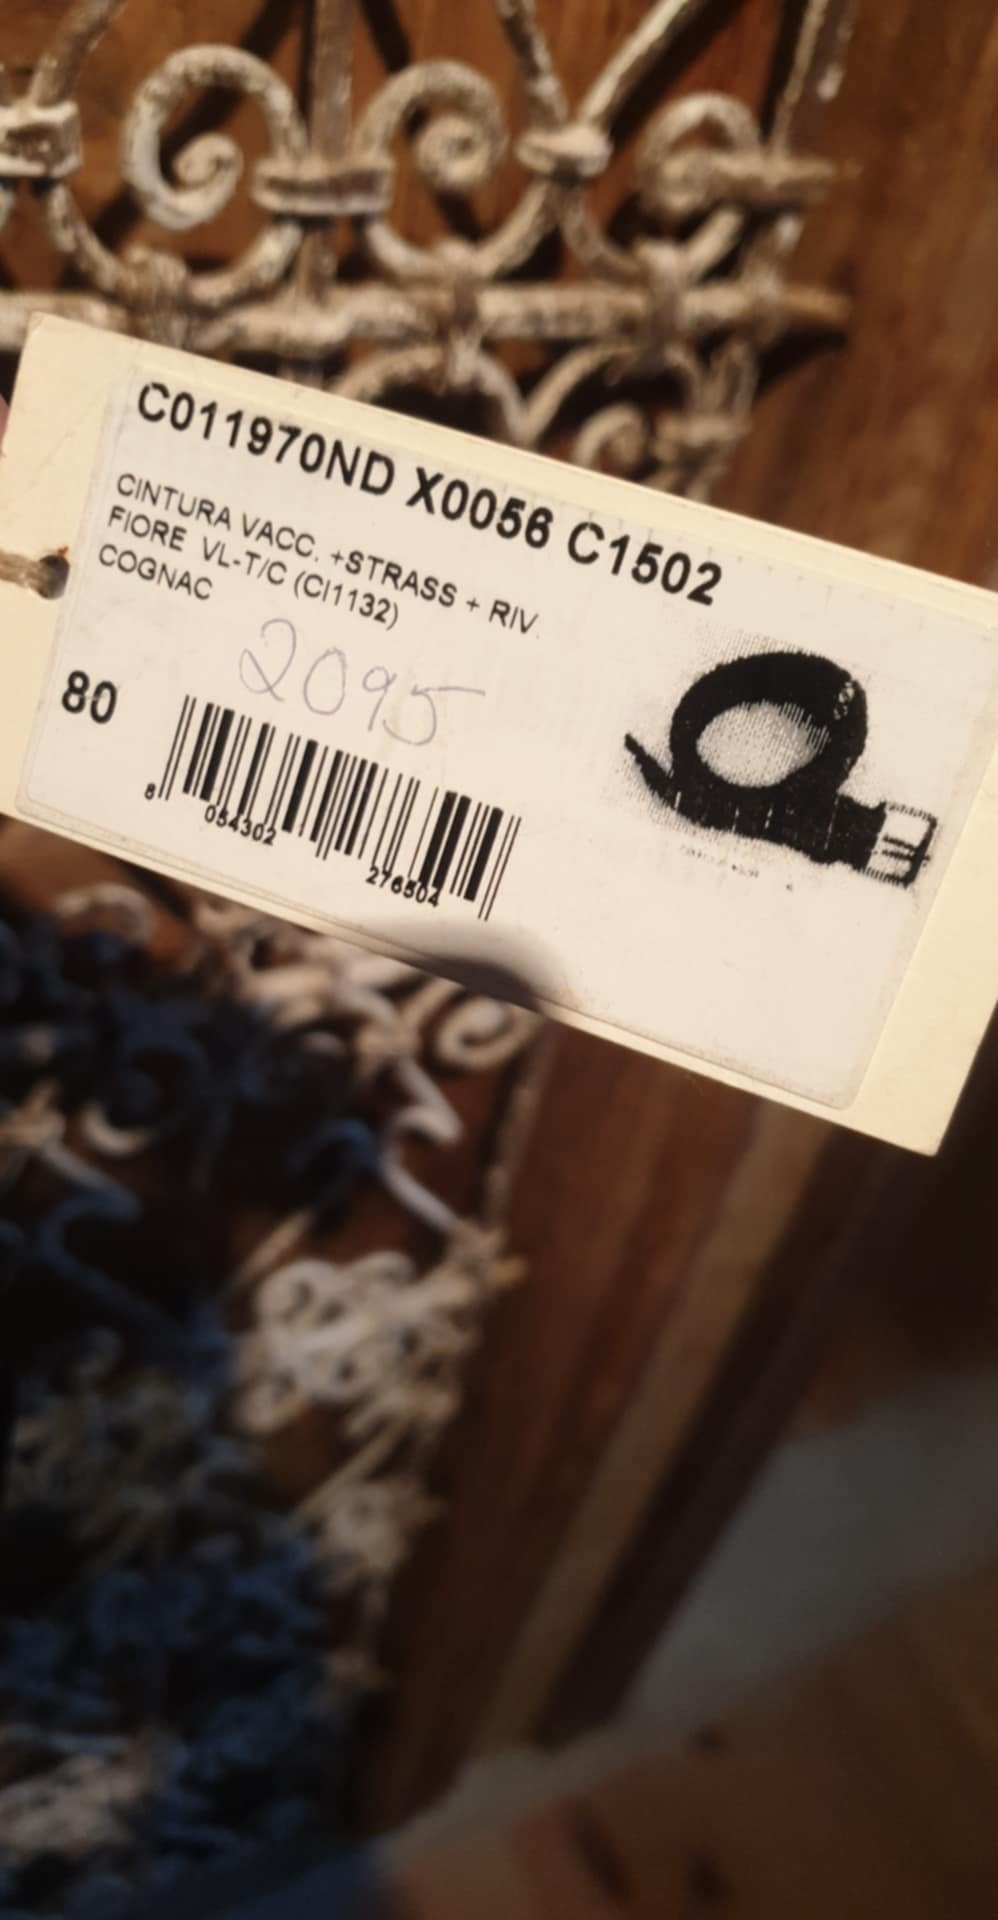 C011970ND X0056 C1502
CINTURA VACC. +STRASS + RIV.
FIORE VL-T/C (CI1132)
COGNAC
2095
80
8 054302 276504